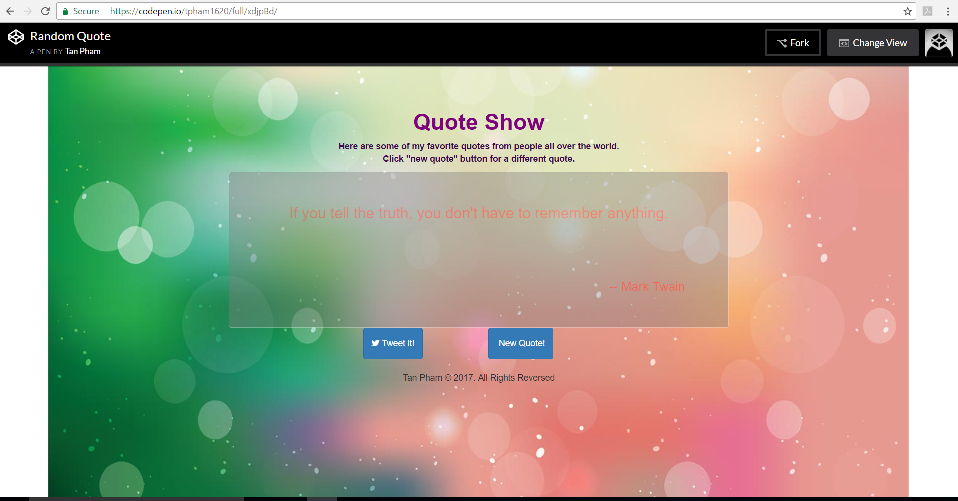 Secure
https://codepen.io/tpham1620/full/xdjpBd/
Random Quote
A PEN BY Tan Pham
Fork
Change View
Quote Show
Here are some of my favorite quotes from people all over the world.
Click "new quote" button for a different quote.
If you tell the truth, you don't have to remember anything.
-- Mark Twain
Tweet It!
New Quote!
Tan Pham © 2017. All Rights Reversed